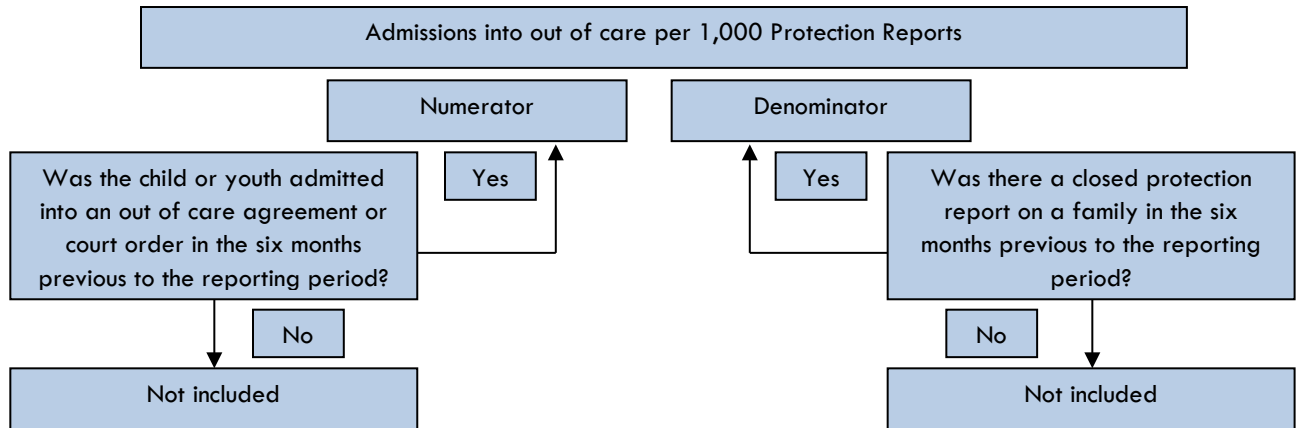 Admissions into out of care per 1,000 Protection Reports
Numerator
Denominator
Yes
Yes
Was the child or youth admitted
into an out of care agreement or
court order in the six months
previous to the reporting period?
Was there a closed protection
report on a family in the six
months previous to the reporting
period?
No
No
Not included
Not included